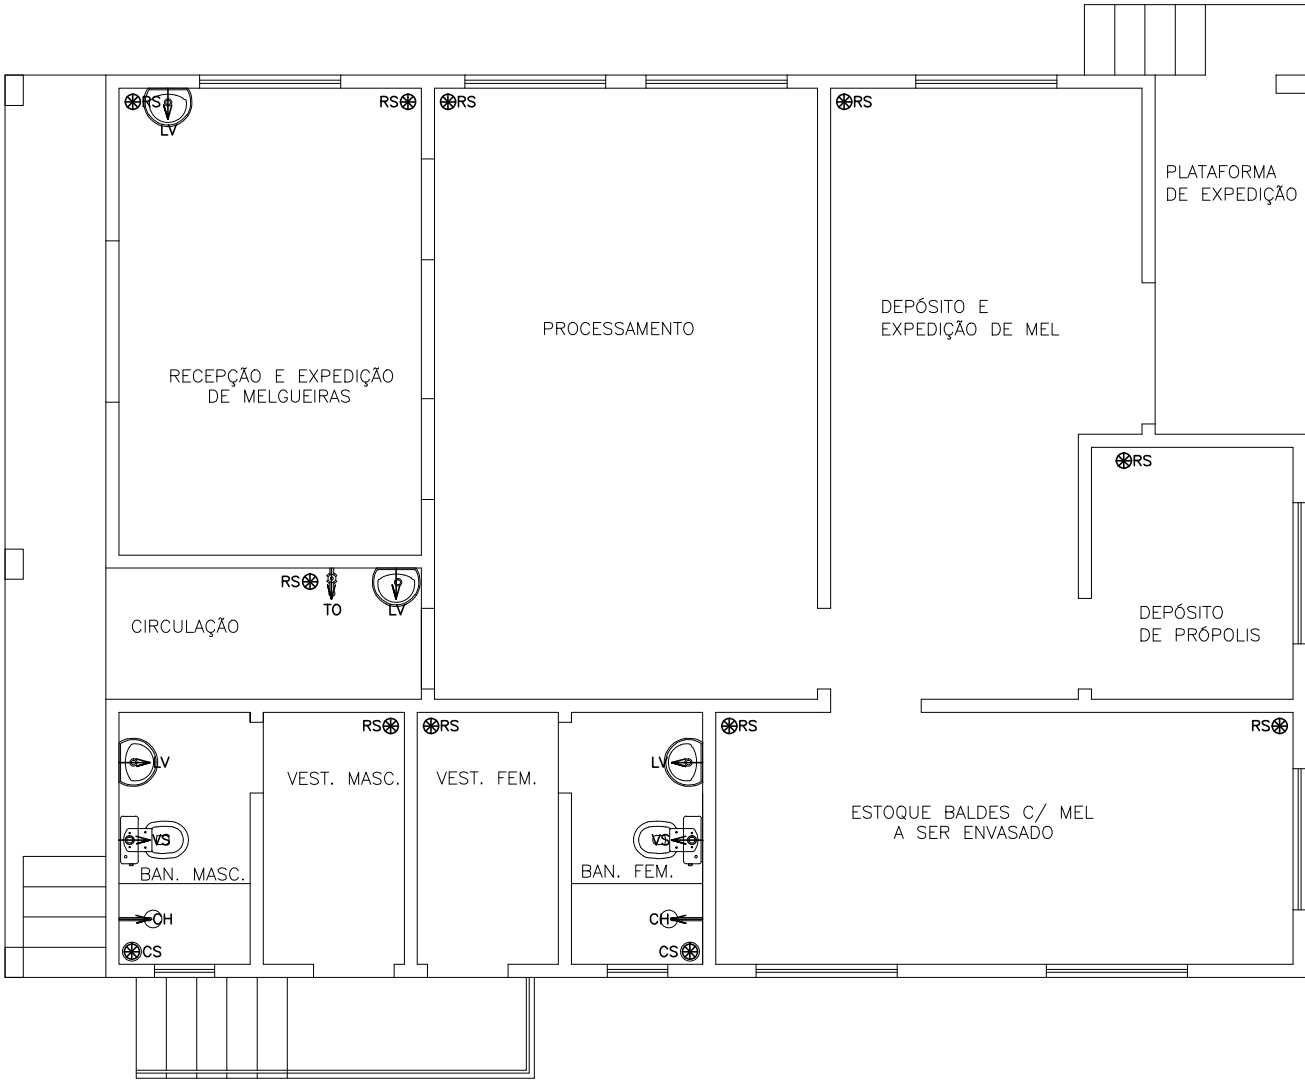 RS
LV
RS
RS
RS
PLATAFORMA
DE EXPEDIÇÃO
DEPÓSITO E
EXPEDIÇÃO DE MEL
PROCESSAMENTO
RECEPÇÃO E EXPEDIÇÃO
DE MELGUEIRAS
RS
RS
TO
LV
CIRCULAÇÃO
DEPÓSITO
DE PRÓPOLIS
RS
RS
RS
RS
LV
VEST. MASC.
VEST. FEM.
LV
ESTOQUE BALDES C/ MEL
A SER ENVASADO
VS
VS
BAN. MASC.
BAN. FEM.
CH
CH
CS
CS